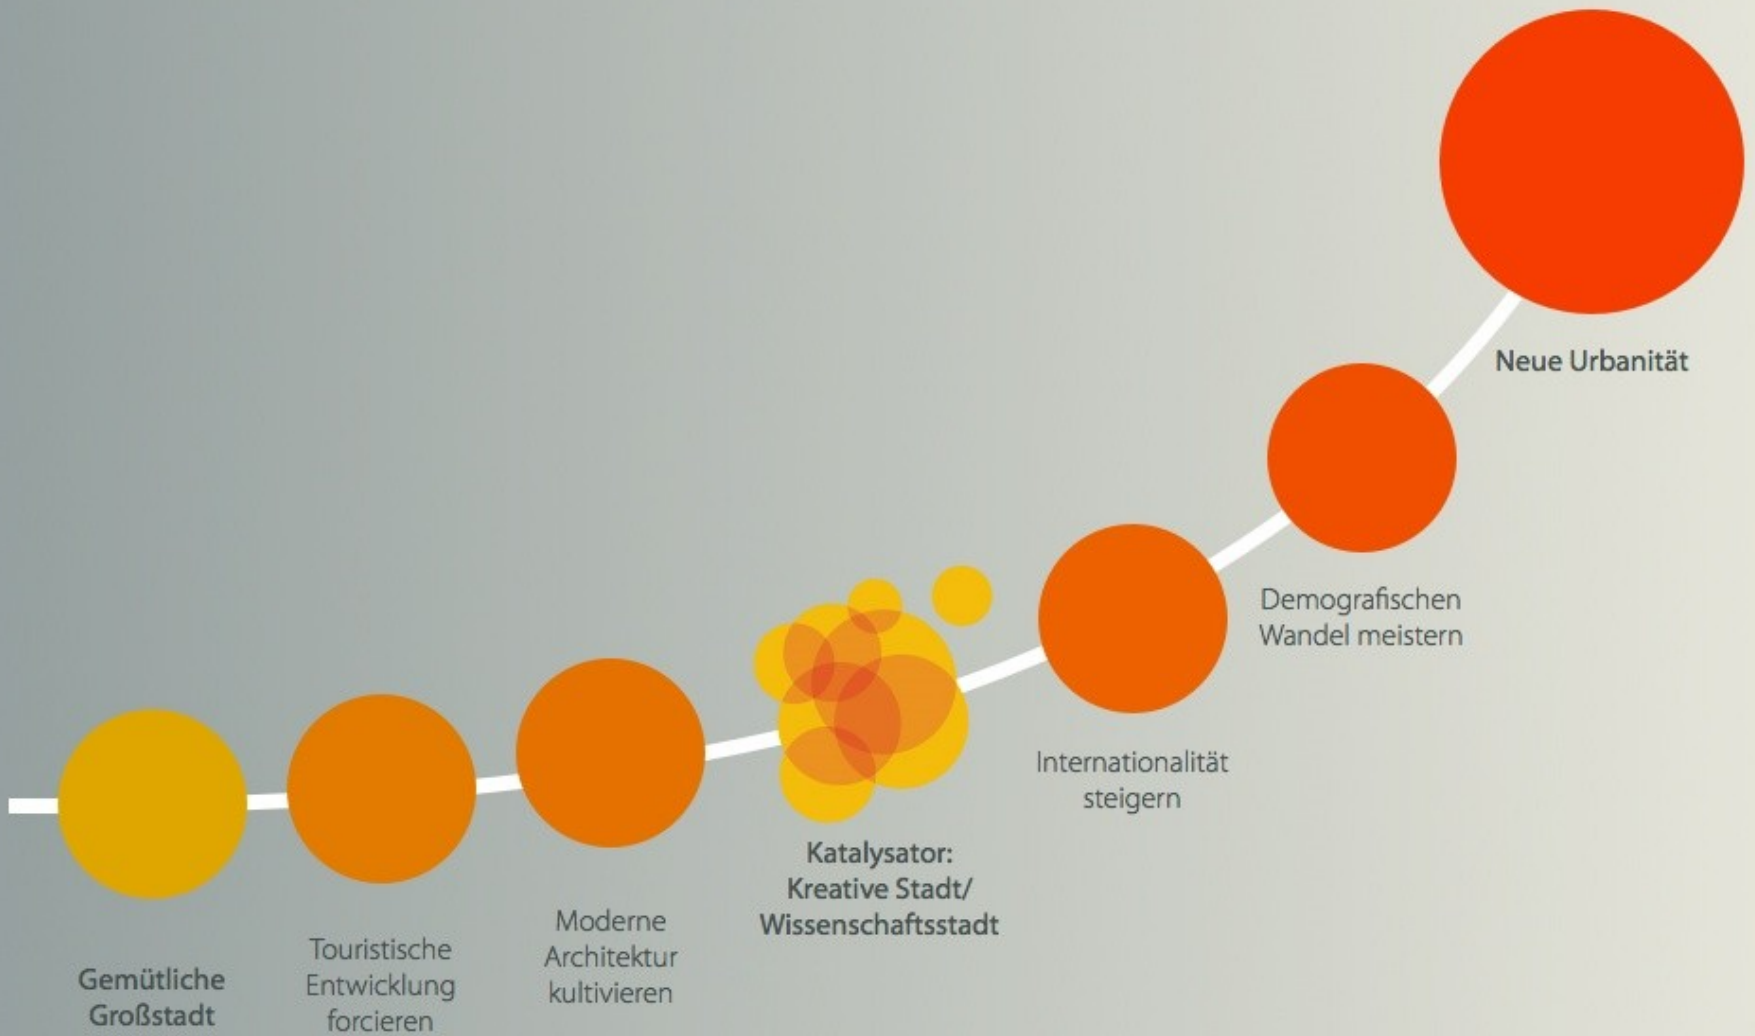 Gemütliche
Großstadt
Touristische
Entwicklung
forcieren
Moderne
Architektur
kultivieren
Katalysator:
Kreative Stadt/
Wissenschaftsstadt
Internationalität
steigern
Demografischen
Wandel meistern
Neue Urbanität